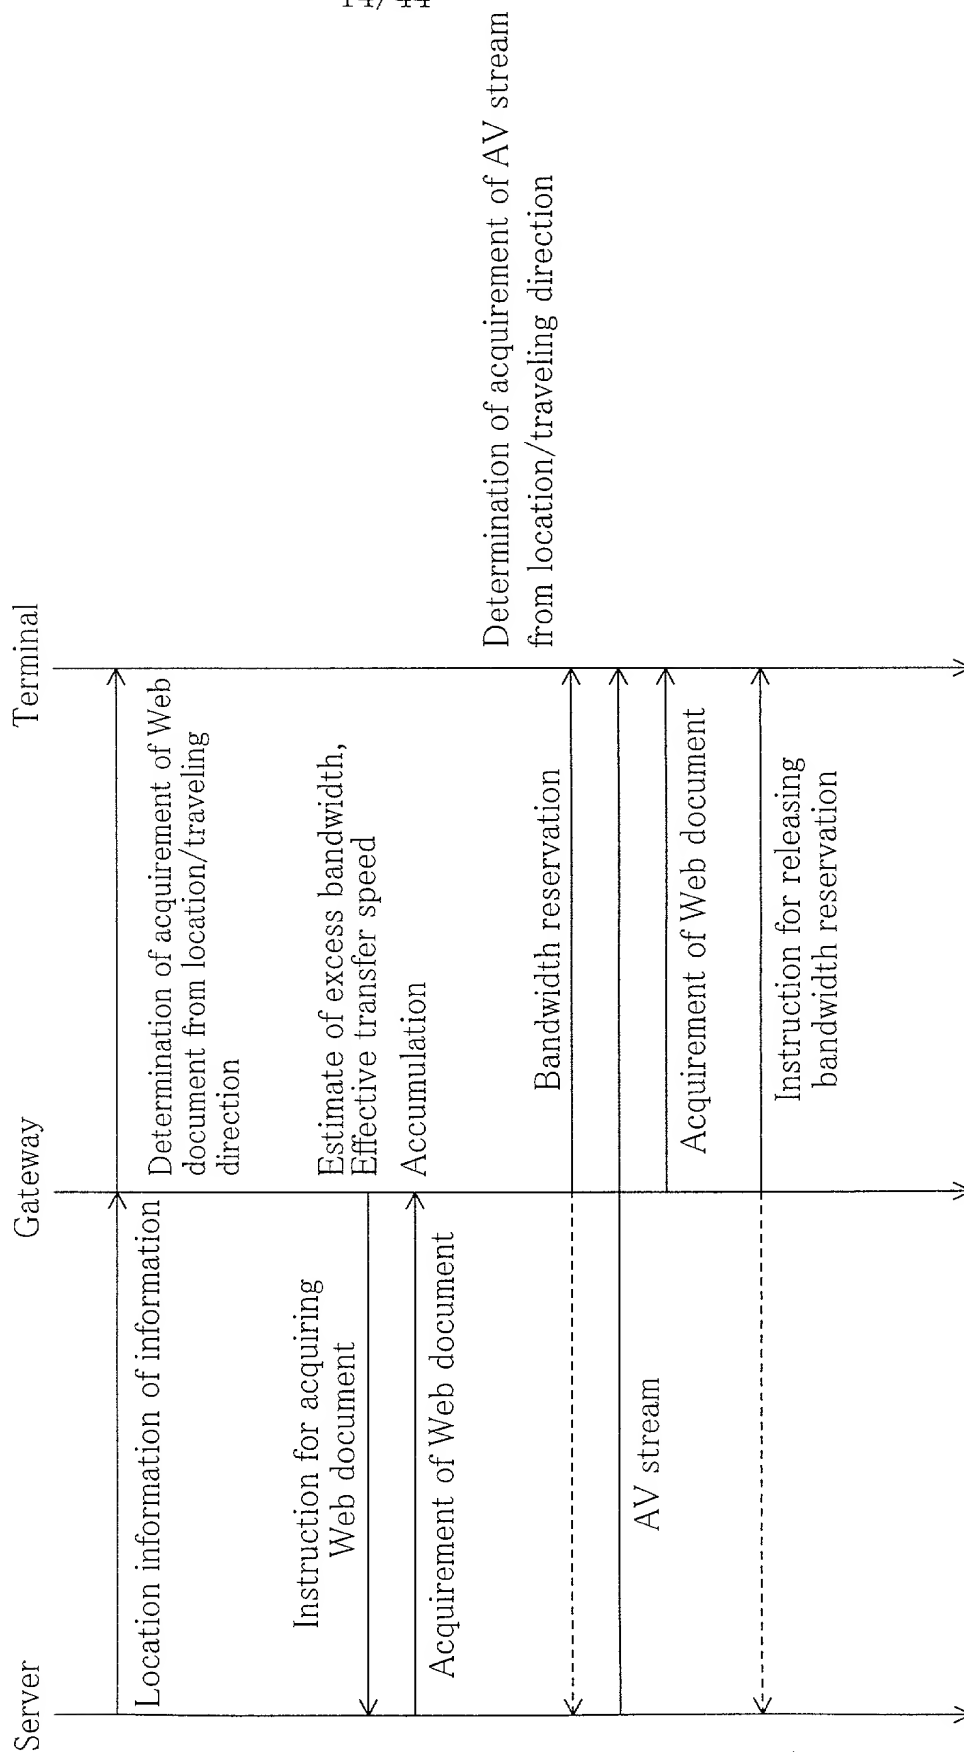 14/44
Server
Gateway
Terminal
Location information of information
Determination of acquirement of Web
document from location/traveling
direction
Instruction for acquiring
Web document
Estimate of excess bandwidth,
Effective transfer speed
Acquirement of Web document
Accumulation
Determination of acquirement of AV stream
from location/traveling direction
Bandwidth reservation
AV stream
Acquirement of Web document
Instruction for releasing
bandwidth reservation